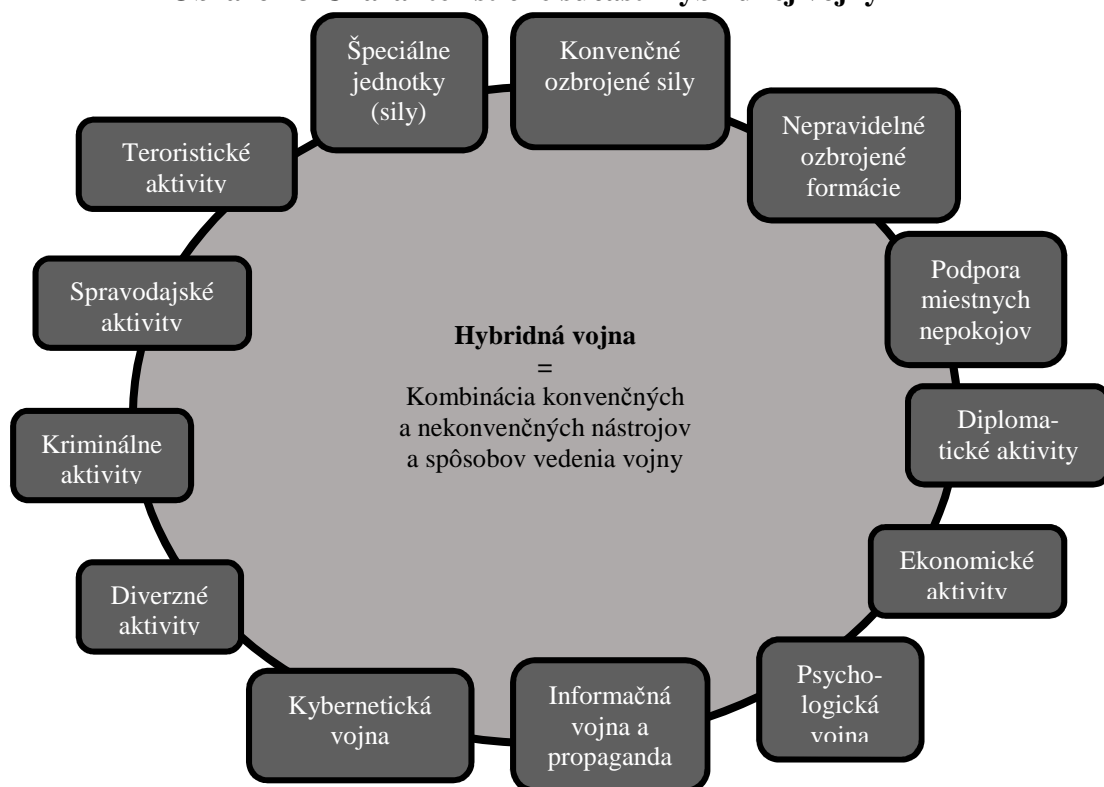 Špeciálne
jednotky
(sily)
Konvenčné
ozbrojené sily
Nepravidelné
ozbrojené
formácie
Podpora
miestnych
nepokojov
Diploma-
tické aktivity
Ekonomické
aktivity
Psycho-
logická
vojna
Informačná
vojna a
propaganda
Kybernetická
vojna
Diverzné
aktivity
Kriminálne
aktivity
Spravodajské
aktivity
Teroristické
aktivity
Hybridná vojna
=
Kombinácia konvenčných
a nekonvenčných nástrojov
a spôsobov vedenia vojny